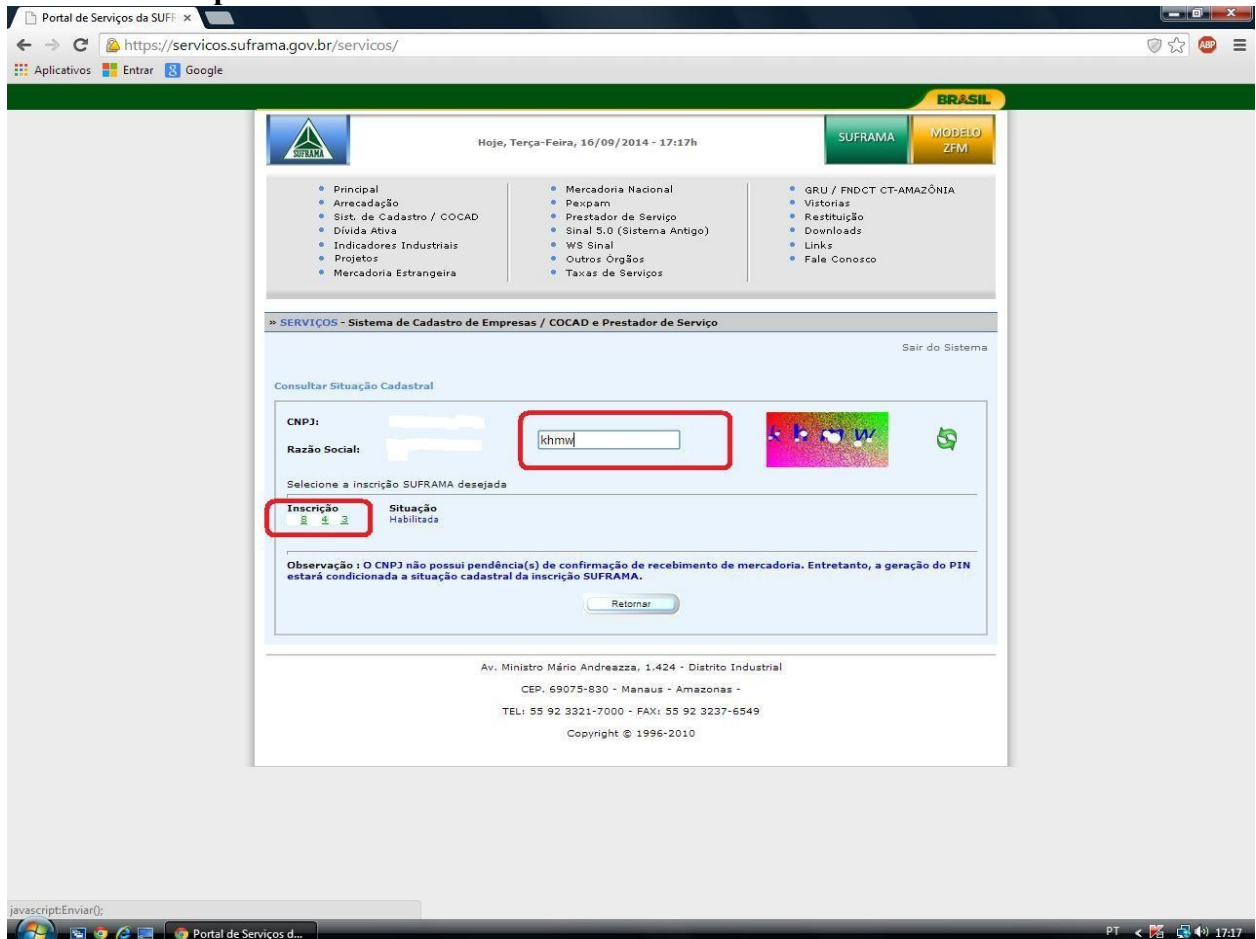 Portal de Serviços da SUFF
https://servicos.suframa.gov.br/servicos/
ABP
Aplicativos Entrar Google
BRASIL
SUFRAMA
Hoje, Terça-Feira, 16/09/2014 - 17:17h
SUFRAMA
MODELO ZFM
Principal
Arrecadação
Sist. de Cadastro / COCAD
Dívida Ativa
Indicadores Industriais
Projetos
Mercadoria Estrangeira
Mercadoria Nacional
Pexpam
Prestador de Serviço
Sinal 5.0 (Sistema Antigo)
WS Sinal
Outros Órgãos
Taxas de Serviços
GRU / FNDCT CT-AMAZÔNIA
Vistorias
Restituição
Downloads
Links
Fale Conosco
» SERVIÇOS - Sistema de Cadastro de Empresas / COCAD e Prestador de Serviço
Sair do Sistema
Consultar Situação Cadastral
CNPJ:
Razão Social:
khmw
k h m w
Selecione a inscrição SUFRAMA desejada
Inscrição Situação
8 4 3 Habilitada
Observação : O CNPJ não possui pendência(s) de confirmação de recebimento de mercadoria. Entretanto, a geração do PIN
estará condicionada a situação cadastral da inscrição SUFRAMA.
Retornar
Av. Ministro Mário Andreazza, 1.424 - Distrito Industrial
CEP. 69075-830 - Manaus - Amazonas -
TEL: 55 92 3321-7000 - FAX: 55 92 3237-6549
Copyright © 1996-2010
javascript:Enviar();
Portal de Serviços d...
PT
17:17